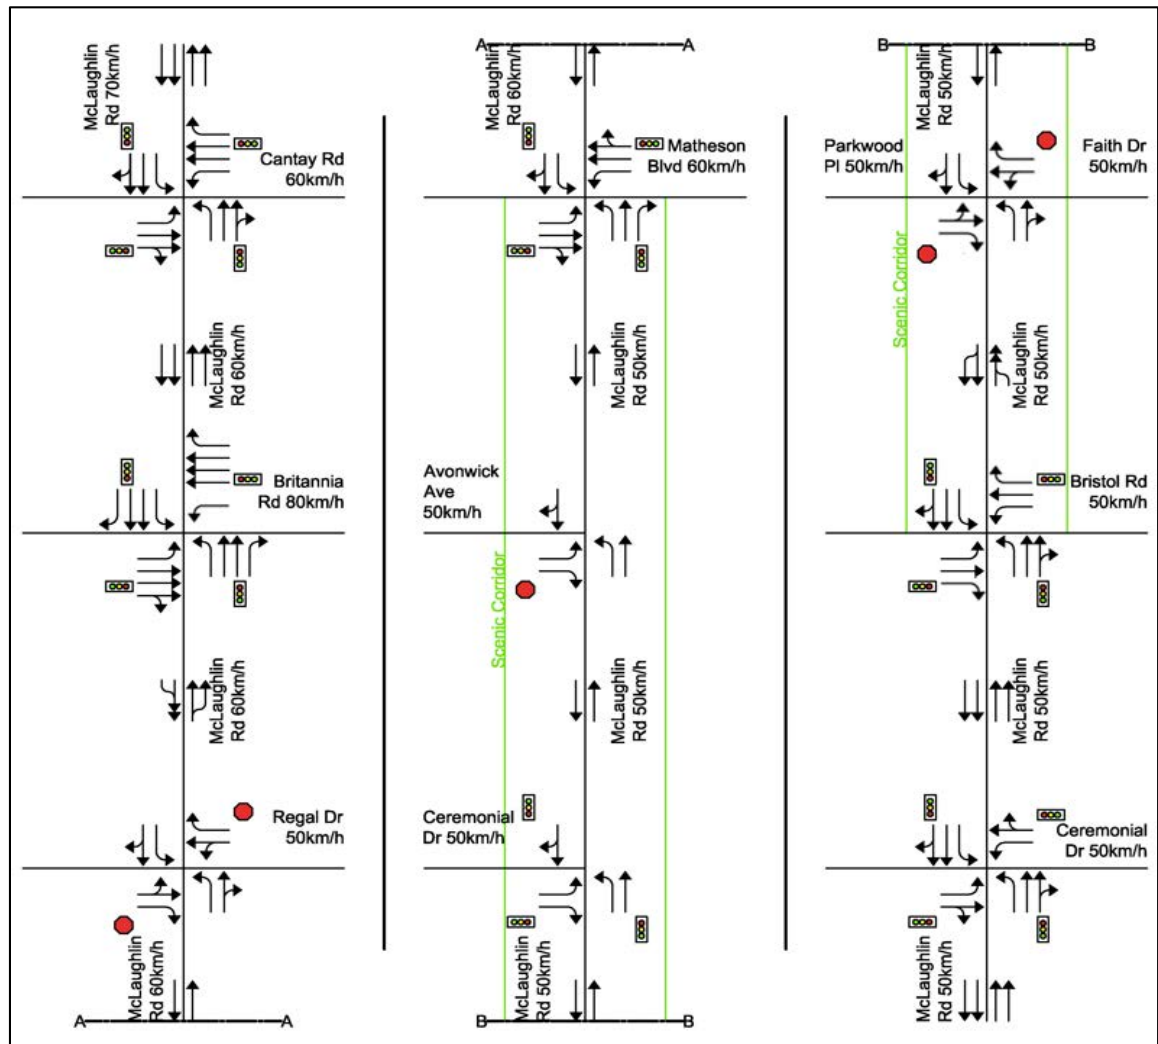 McLaughlin
Rd 70km/h
Cantay Rd
60km/h
McLaughlin
Rd 60km/h
Britannia
Rd 80km/h
McLaughlin
Rd 60km/h
Regal Dr
50km/h
McLaughlin
Rd 60km/h
A A
A A
McLaughlin
Rd 60km/h
Matheson
Blvd 60km/h
McLaughlin
Rd 50km/h
Avonwick
Ave
50km/h
Scenic Corridor
McLaughlin
Rd 50km/h
Ceremonial
Dr 50km/h
McLaughlin
Rd 50km/h
B B
B B
McLaughlin
Rd 50km/h
Parkwood
Pl 50km/h
Faith Dr
50km/h
Scenic Corridor
McLaughlin
Rd 50km/h
Bristol Rd
50km/h
McLaughlin
Rd 50km/h
Ceremonial
Dr 50km/h
McLaughlin
Rd 50km/h